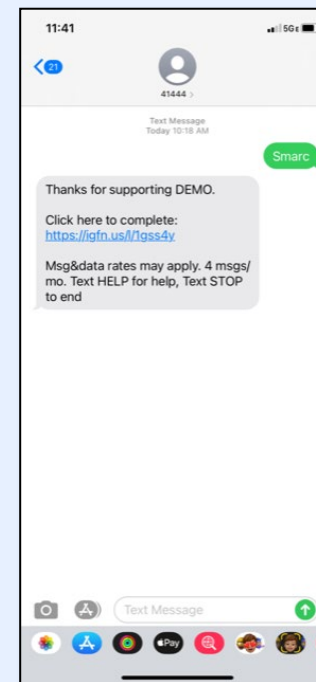 11:41
5GE
21
41444 >
Text Message
Today 10:18 AM
Smarc
Thanks for supporting DEMO.
Click here to complete:
https://igfn.us/l/1gss4y
Msg&data rates may apply. 4 msgs/
mo. Text HELP for help, Text STOP
to end
Text Message
Pay